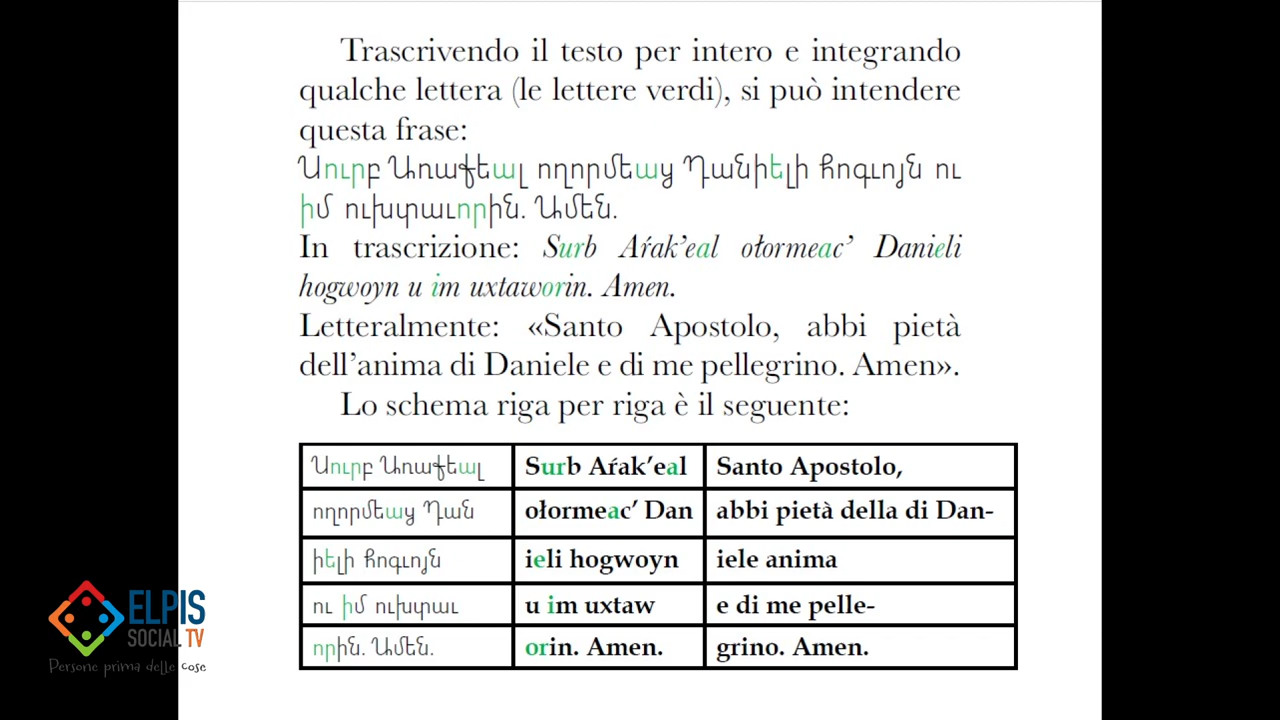 Trascrivendo il testo per intero e integrando
qualche lettera (le lettere verdi), si può intendere
questa frase:
Սուրբ Առաքեալ ողորմեաց Դանիելի հոգւոյն ու
իմ ուխտաւորին. Ամեն.
In trascrizione: Surb Aŕak’eal ołormeac’ Danieli
hogwoyn u im uxtaworin. Amen.
Letteralmente: «Santo Apostolo, abbi pietà
dell’anima di Daniele e di me pellegrino. Amen».
Lo schema riga per riga è il seguente:
Սուրբ Առաքեալ Surb Aŕak’eal Santo Apostolo,
ողորմեաց Դան ołormeac’ Dan abbi pietà della di Dan-
իելի հոգւոյն ieli hogwoyn iele anima
ու իմ ուխտաւ u im uxtaw e di me pelle-
որին. Ամեն. orin. Amen. grino. Amen.
ELPIS
SOCIAL TV
Persone prima delle cose